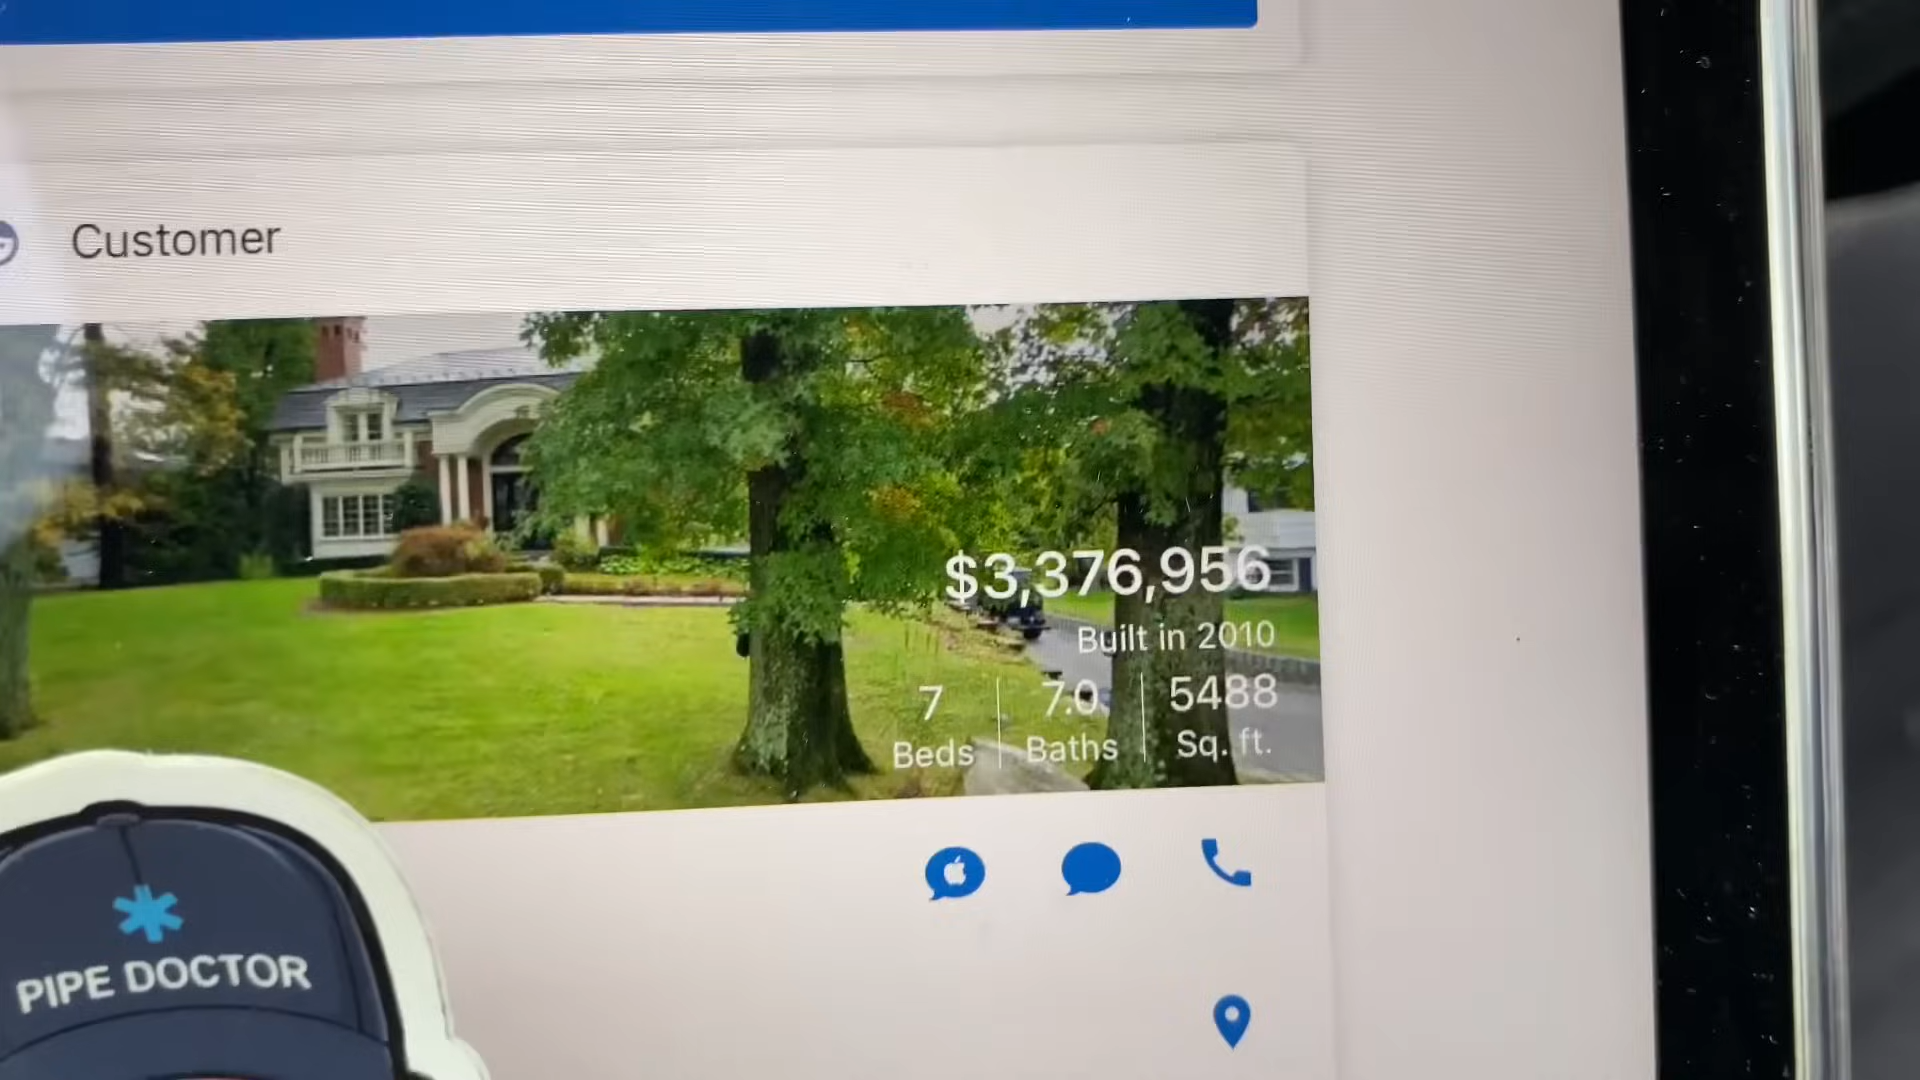 Customer
$3,376,956
Built in 2010
7 7.0 5488
Beds Baths Sq. ft.
PIPE DOCTOR